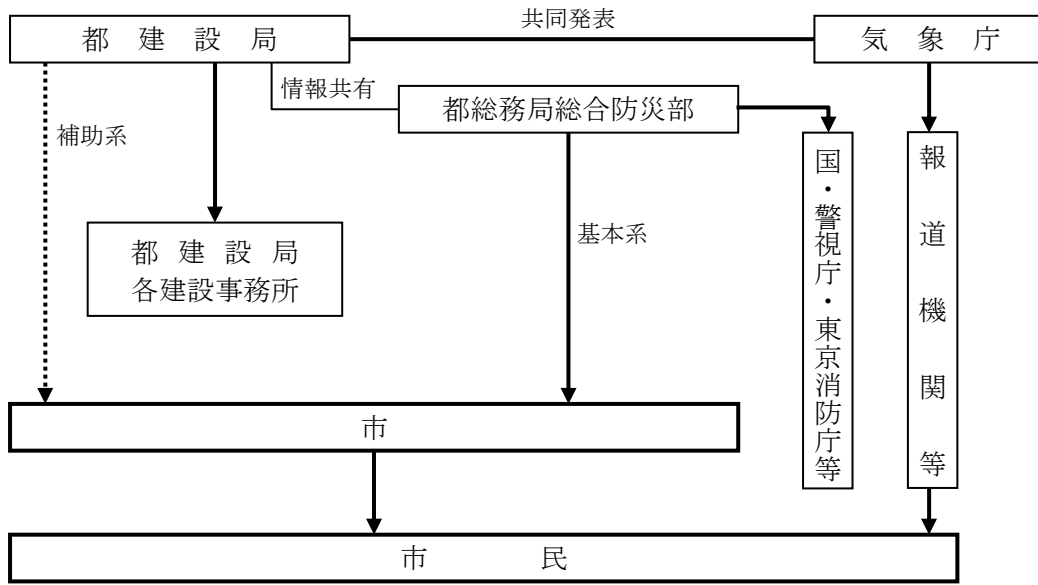 共同発表
都建設局
気象庁
情報共有
都総務局総合防災部
補助系
国・警視庁・東京消防庁等
報道機関等
都建設局
各建設事務所
基本系
市
市民